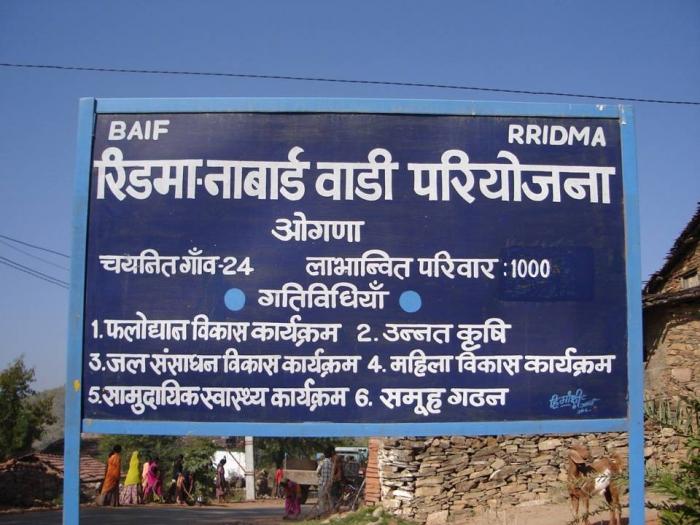 BAIF RRIDMA
रिडमा-नाबार्ड वाडी परियोजना
ओगणा
चयनित गाँव-24 लाभान्वित परिवार : 1000
गतिविधियाँ
1. फलोद्यान विकास कार्यक्रम 2. उन्नत कृषि
3. जल संसाधन विकास कार्यक्रम 4. महिला विकास कार्यक्रम
5. सामुदायिक स्वास्थ्य कार्यक्रम 6. समूह गठन